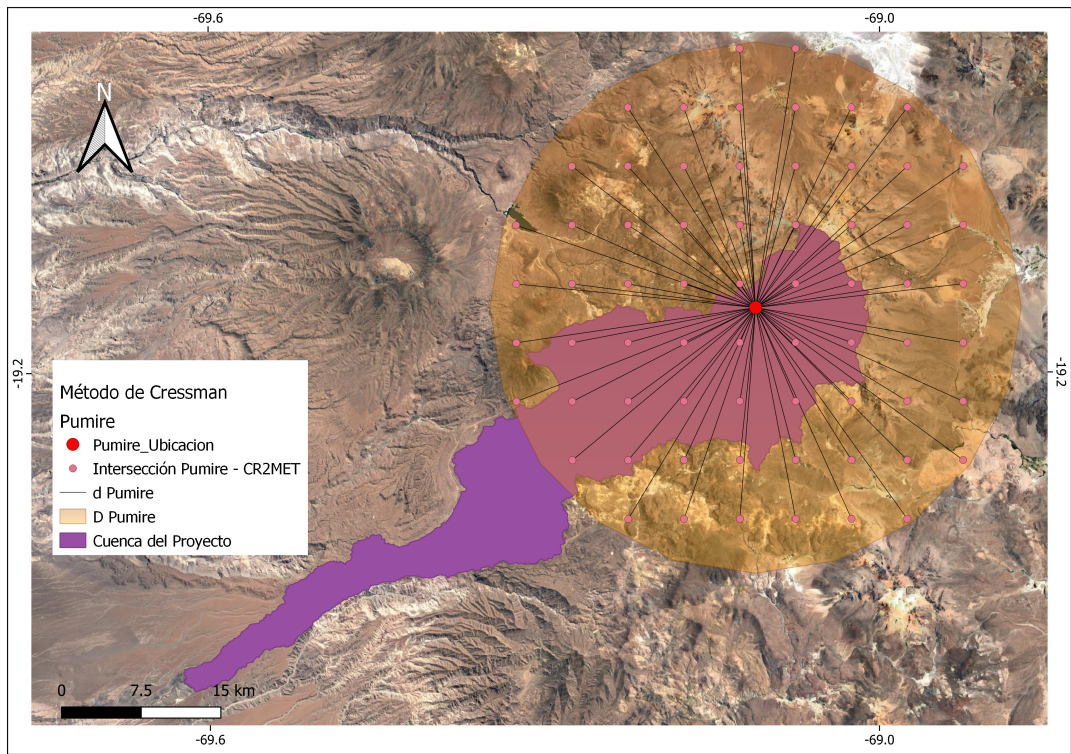 -69.6
-69.0
N
-19.2
-19.2
Método de Cressman
Pumire
Pumire_Ubicacion
Intersección Pumire - CR2MET
d Pumire
D Pumire
Cuenca del Proyecto
0
7.5
15 km
-69.6
-69.0